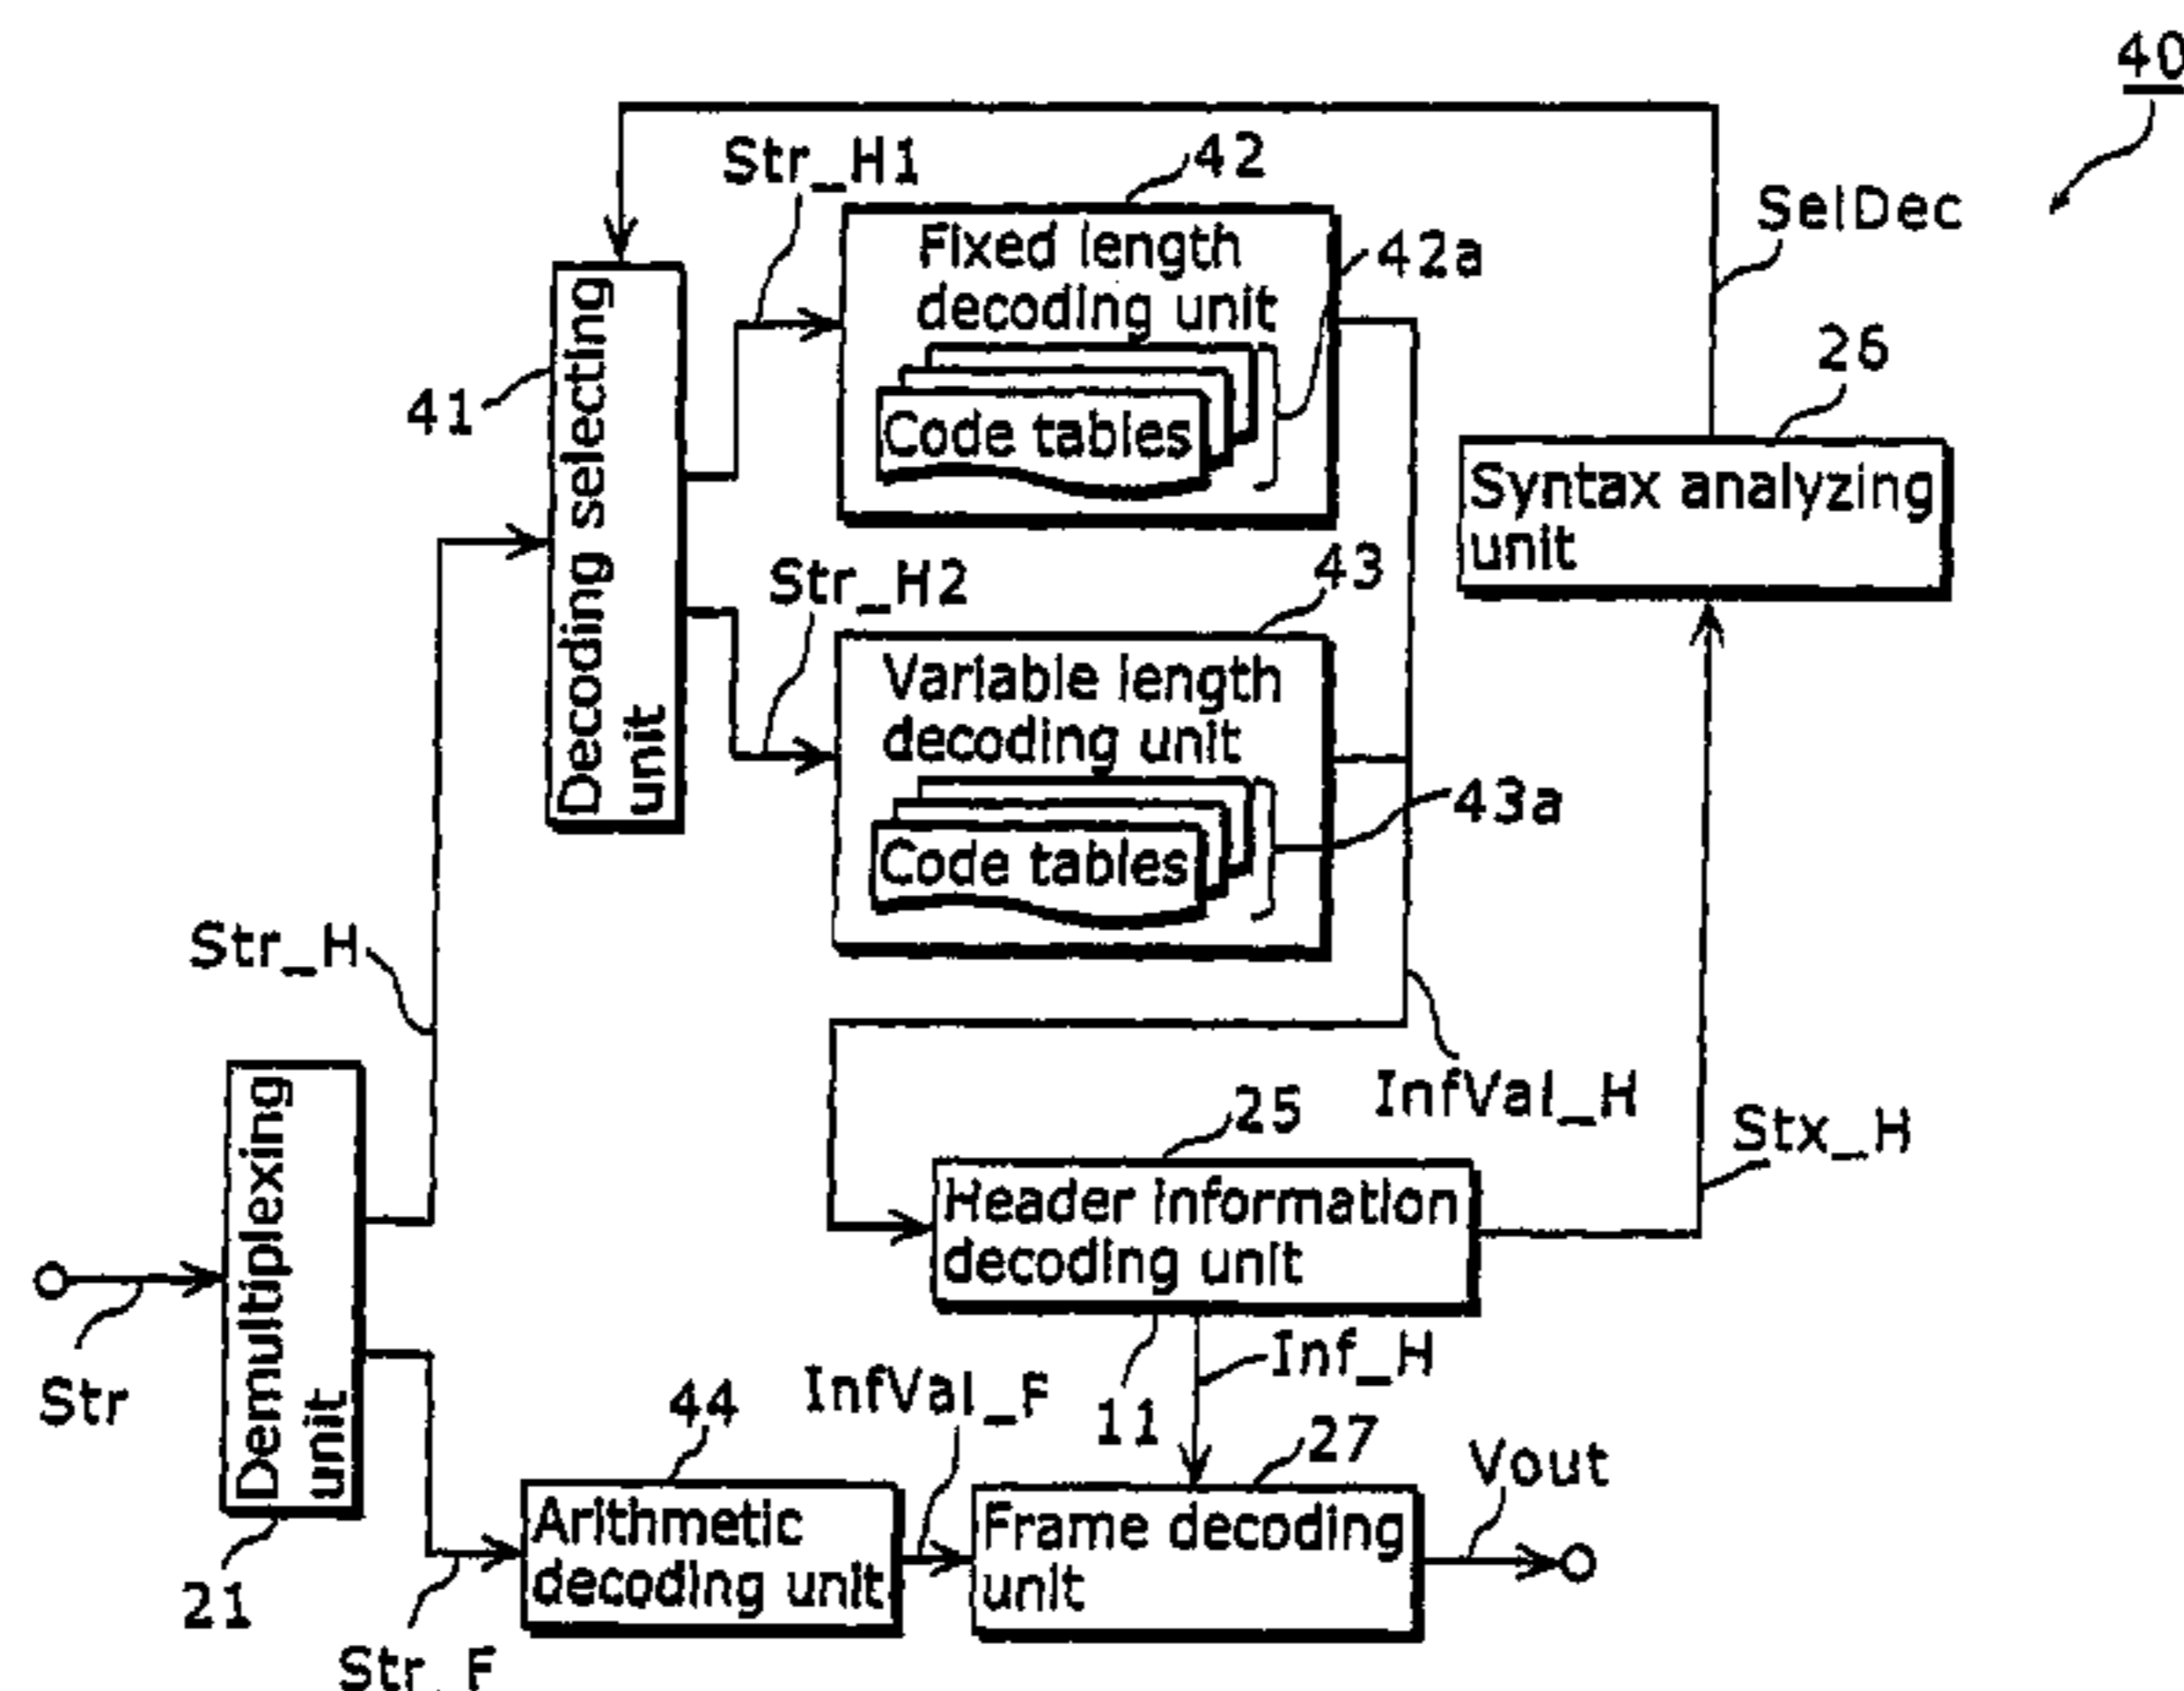 40
Str_H1
42
SelDec
Fixed length
decoding unit
42a
Code tables
41
Decoding selecting
unit
26
Syntax analyzing
unit
Str_H2
43
Variable length
decoding unit
43a
Code tables
Str_H
InfVal_H
Stx_H
25
Header information
decoding unit
Demultiplexing
unit
Str
21
11
Inf_H
InfVal_F
44
27
Vout
Arithmetic
decoding unit
Frame decoding
unit
Str_F